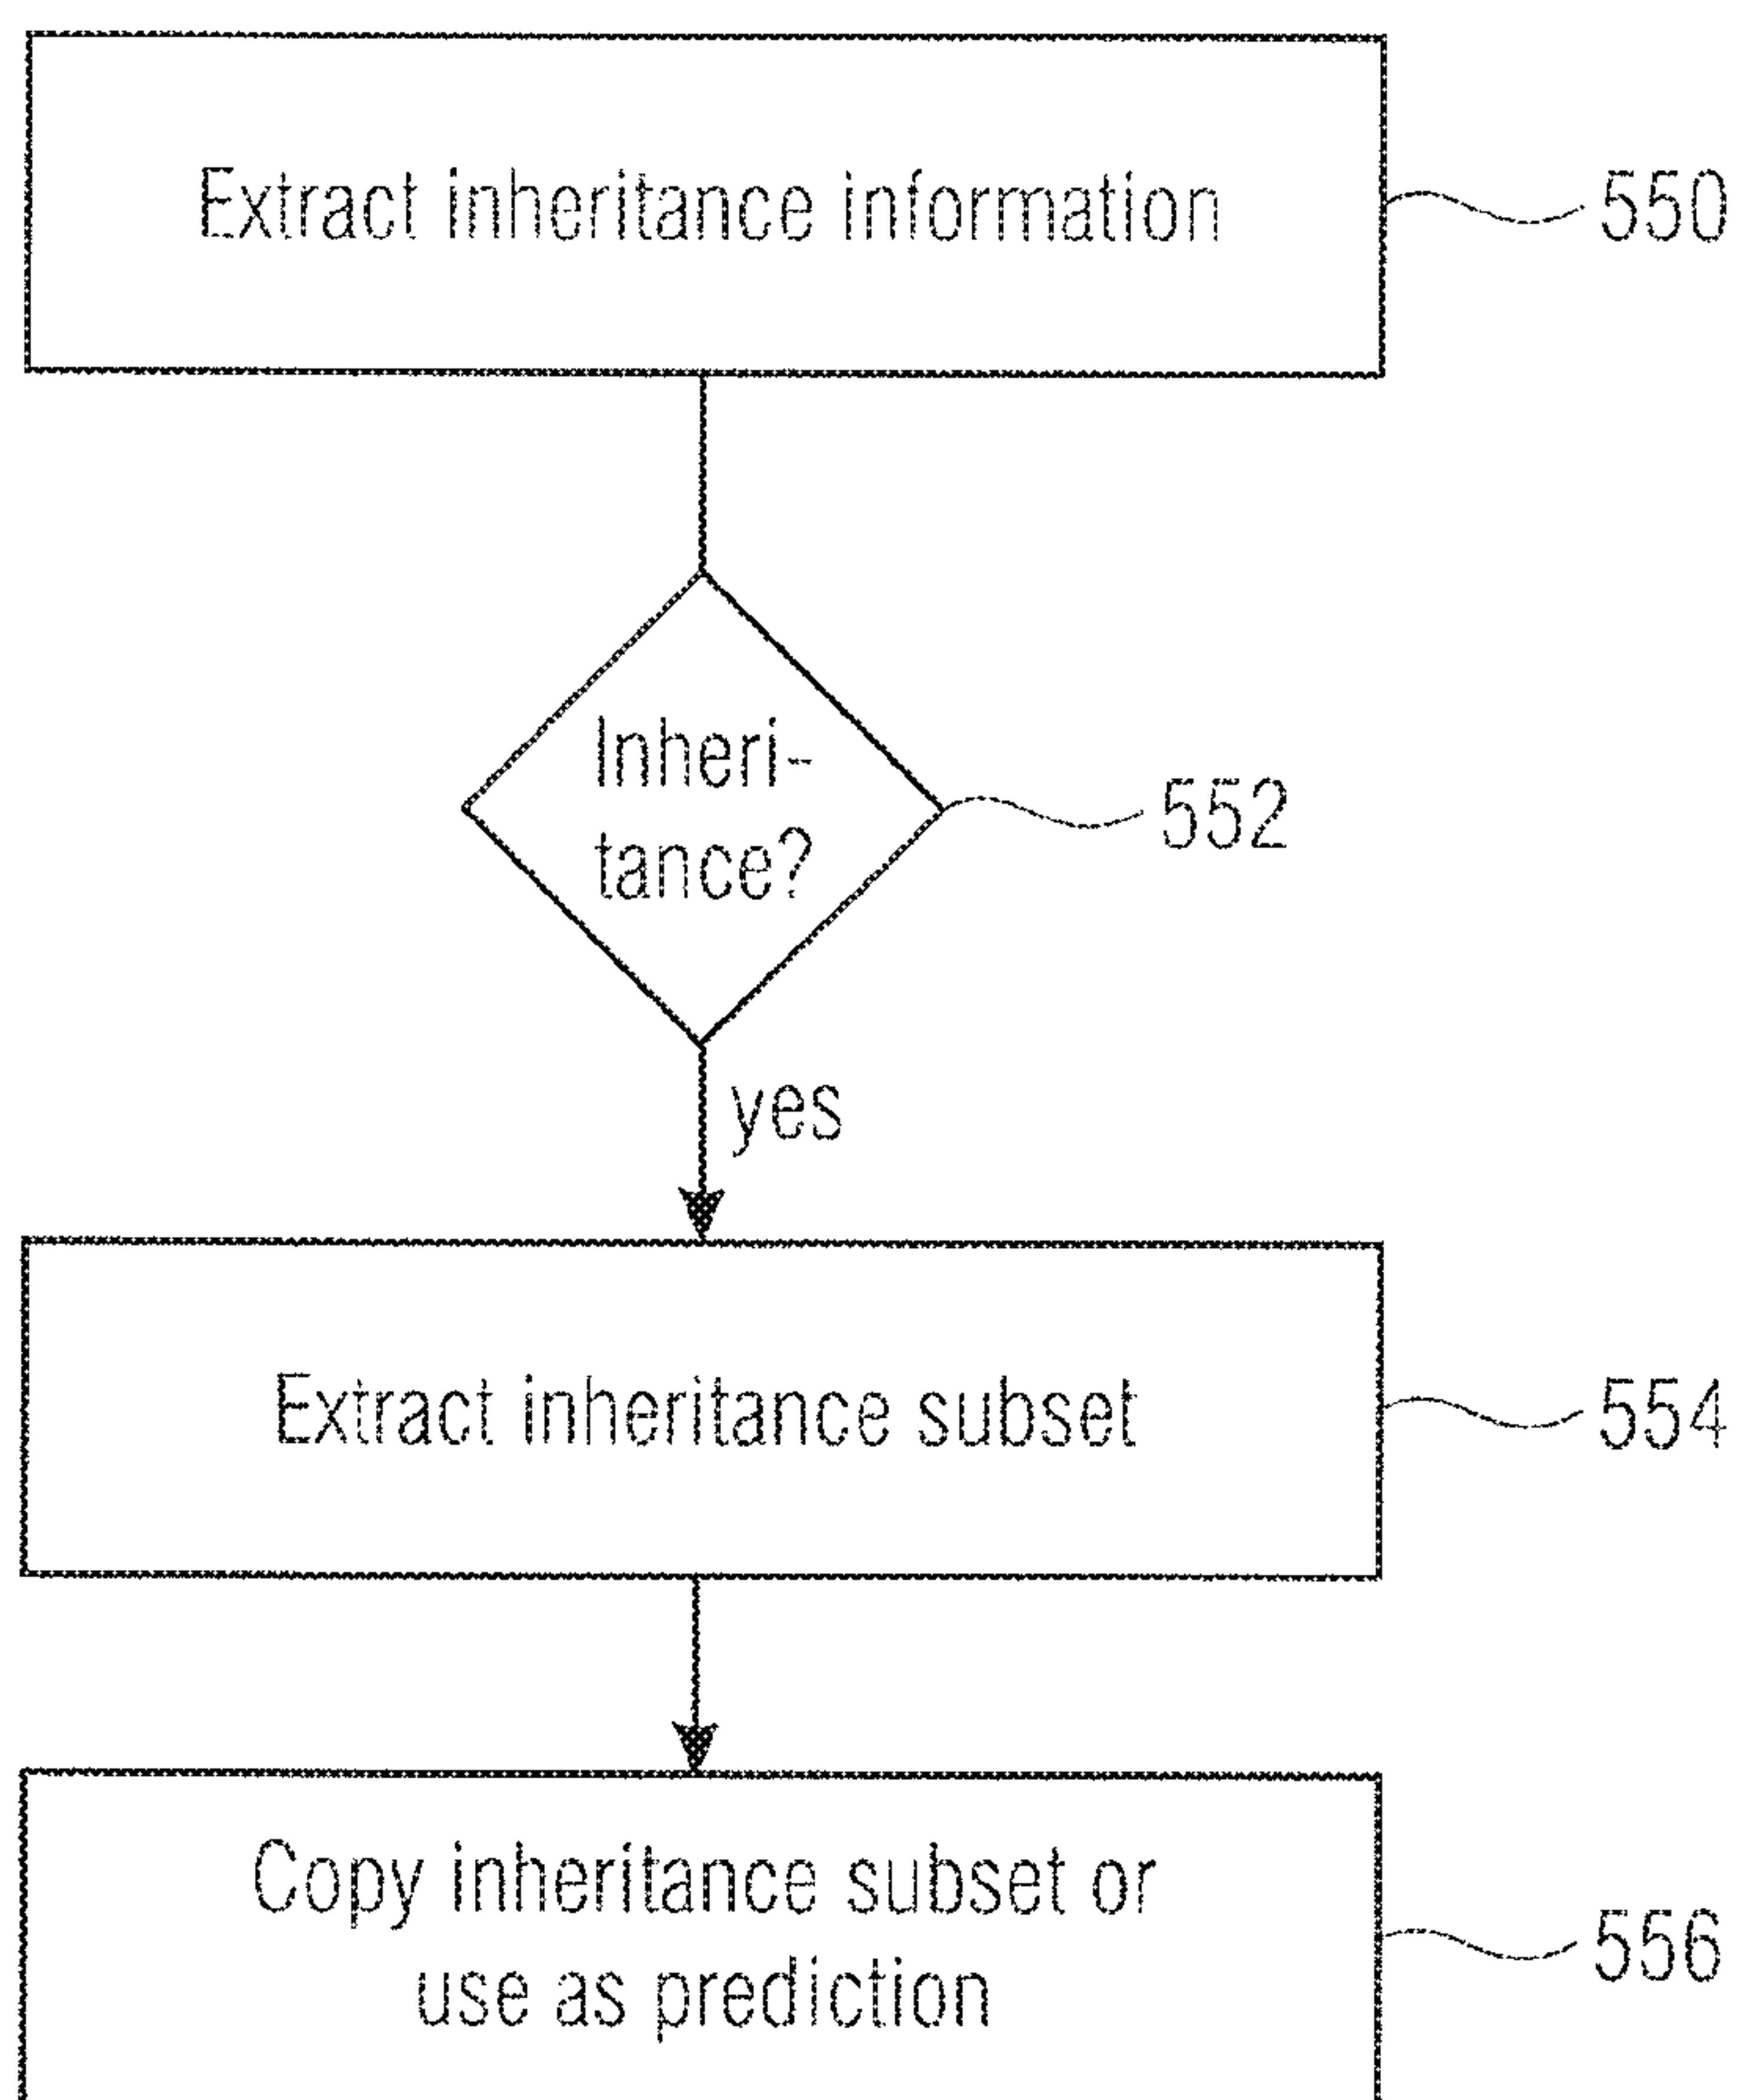 Extract inheritance information
550
Inheri-
tance?
552
yes
Extract inheritance subset
554
Copy inheritance subset or
use as prediction
556